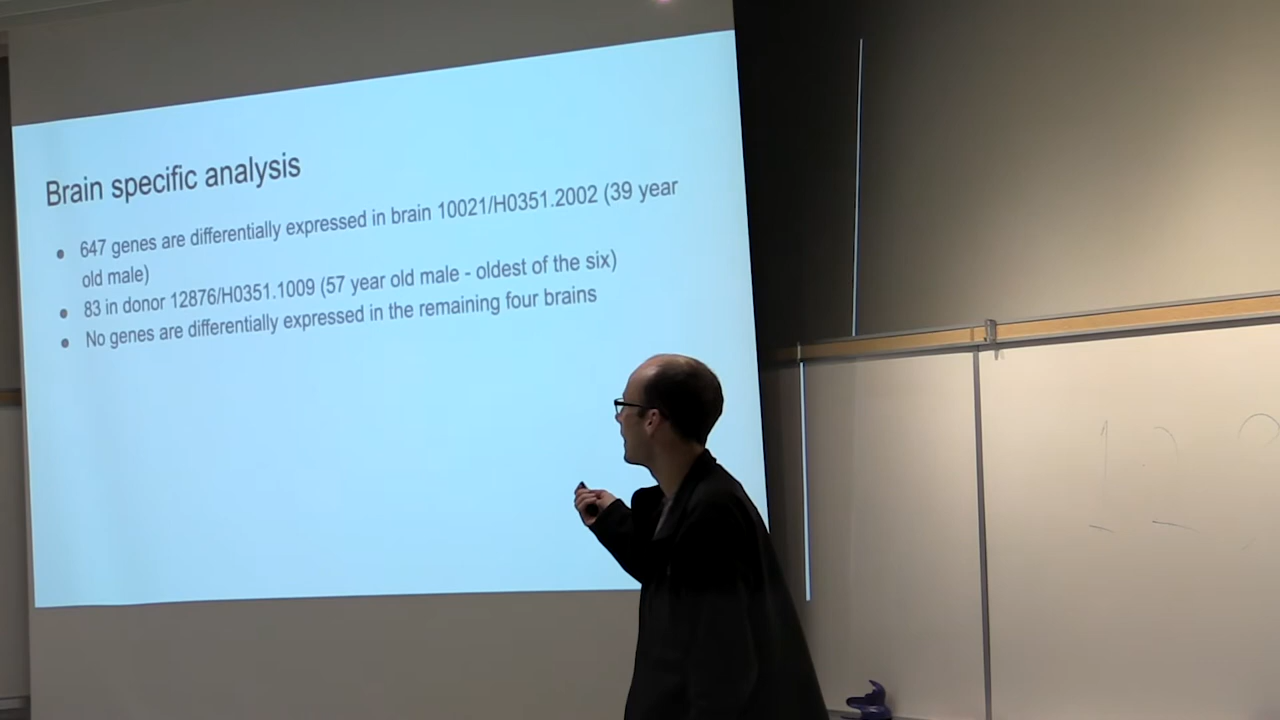 Brain specific analysis
● 647 genes are differentially expressed in brain 10021/H0351.2002 (39 year
old male)
● 83 in donor 12876/H0351.1009 (57 year old male - oldest of the six)
● No genes are differentially expressed in the remaining four brains